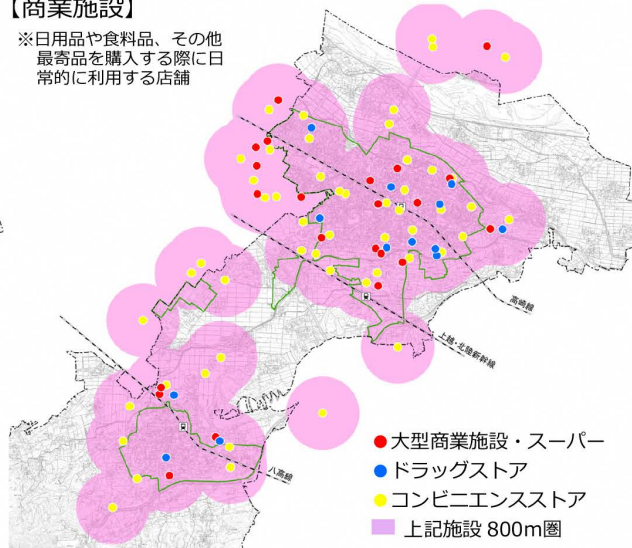 【商業施設】
※日用品や食料品、その他
最寄品を購入する際に日
常的に利用する店舗
高崎線
上越・北陸新幹線
八高線
大型商業施設・スーパー
ドラッグストア
コンビニエンスストア
上記施設 800m圏